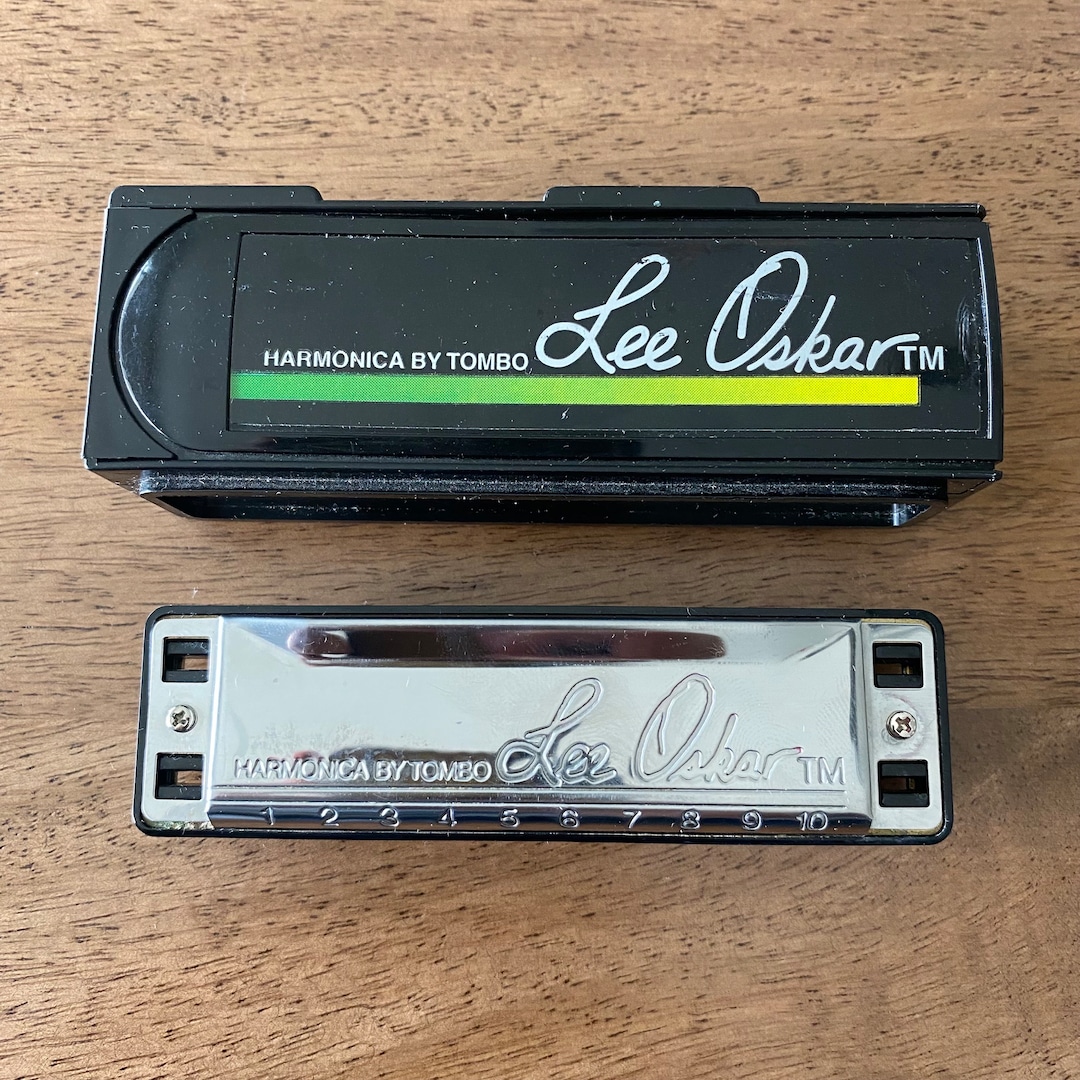 HARMONICA BY TOMBO Lee Oskar TM
HARMONICA BY TOMBO Lee Oskar TM
1 2 3 4 5 6 7 8 9 10